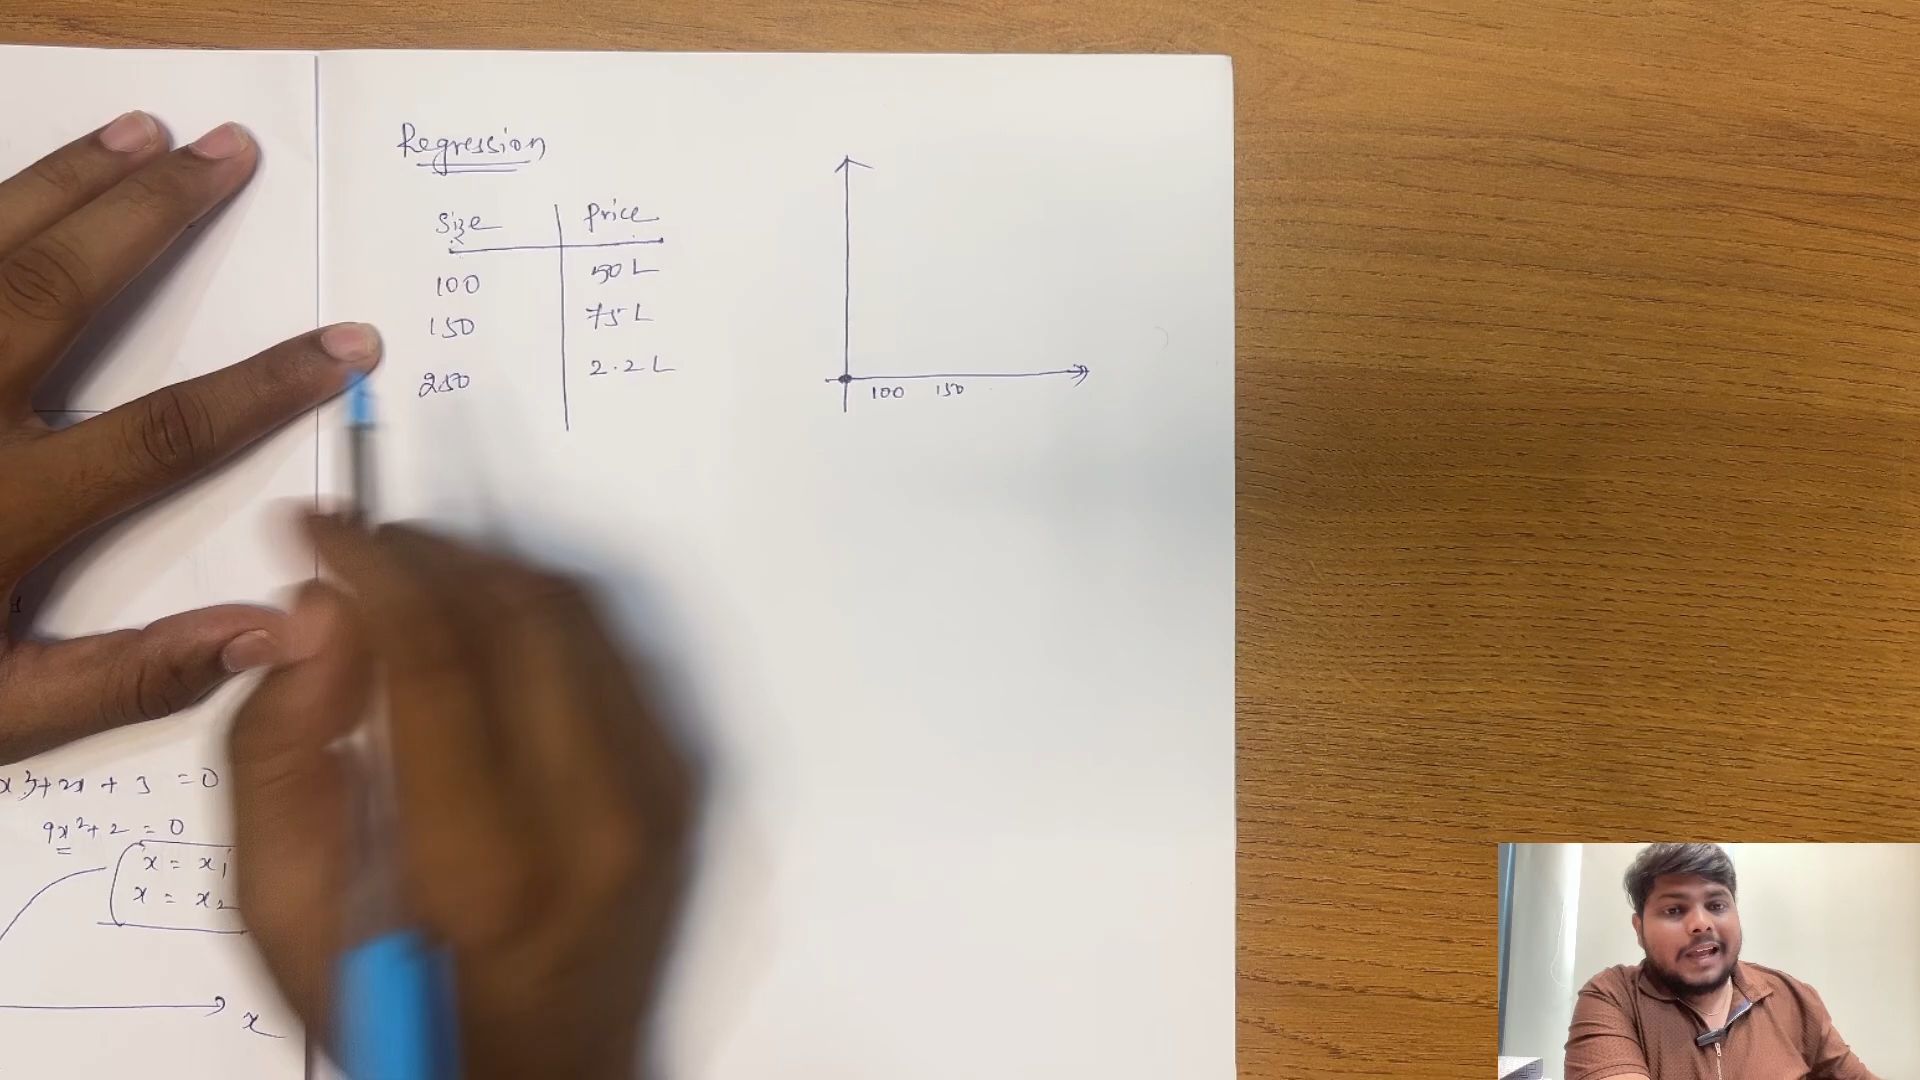 Regression
Size Price
100 50 L
150 75 L
250 2.2 L
100 150
x³+2x + 3 = 0
9x²+ 2 = 0
x = x₁
x = x₂
x